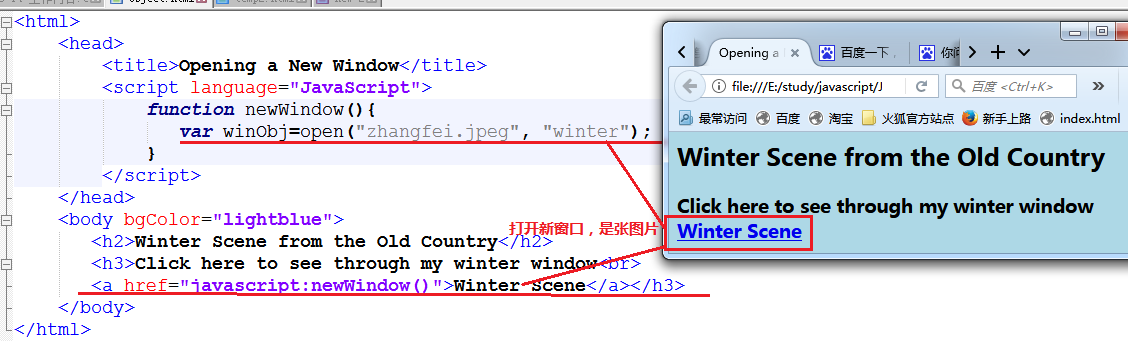 object.html
<html>
<head>
<title>Opening a New Window</title>
<script language="JavaScript">
function newWindow(){
var winObj=open("zhangfei.jpeg", "winter");
}
</script>
</head>
<body bgColor="lightblue">
<h2>Winter Scene from the Old Country</h2>
<h3>Click here to see through my winter window<br>
<a href="javascript:newWindow()">Winter Scene</a></h3>
</body>
</html>
打开新窗口，是张图片
Opening a
百度一下
你问
file:///E:/study/javascript/J
百度 <Ctrl+K>
最常访问 百度 淘宝 火狐官方站点 新手上路 index.html
Winter Scene from the Old Country
Click here to see through my winter window
Winter Scene